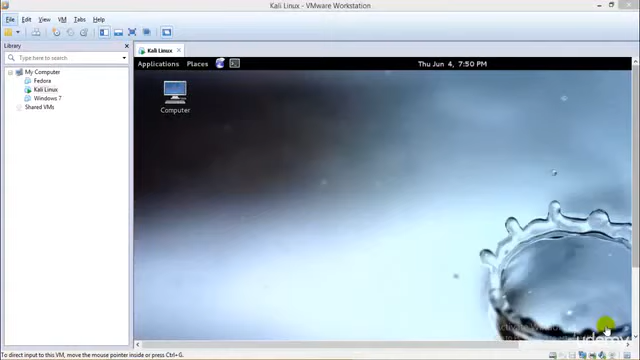 Kali Linux - VMware Workstation
File Edit View VM Tabs Help
Library
Type here to search
My Computer
Fedora
Kali Linux
Windows 7
Shared VMs
Kali Linux
Applications Places
Thu Jun 4, 7:50 PM
Computer
udemy
To direct input to this VM, move the mouse pointer inside or press Ctrl+G.